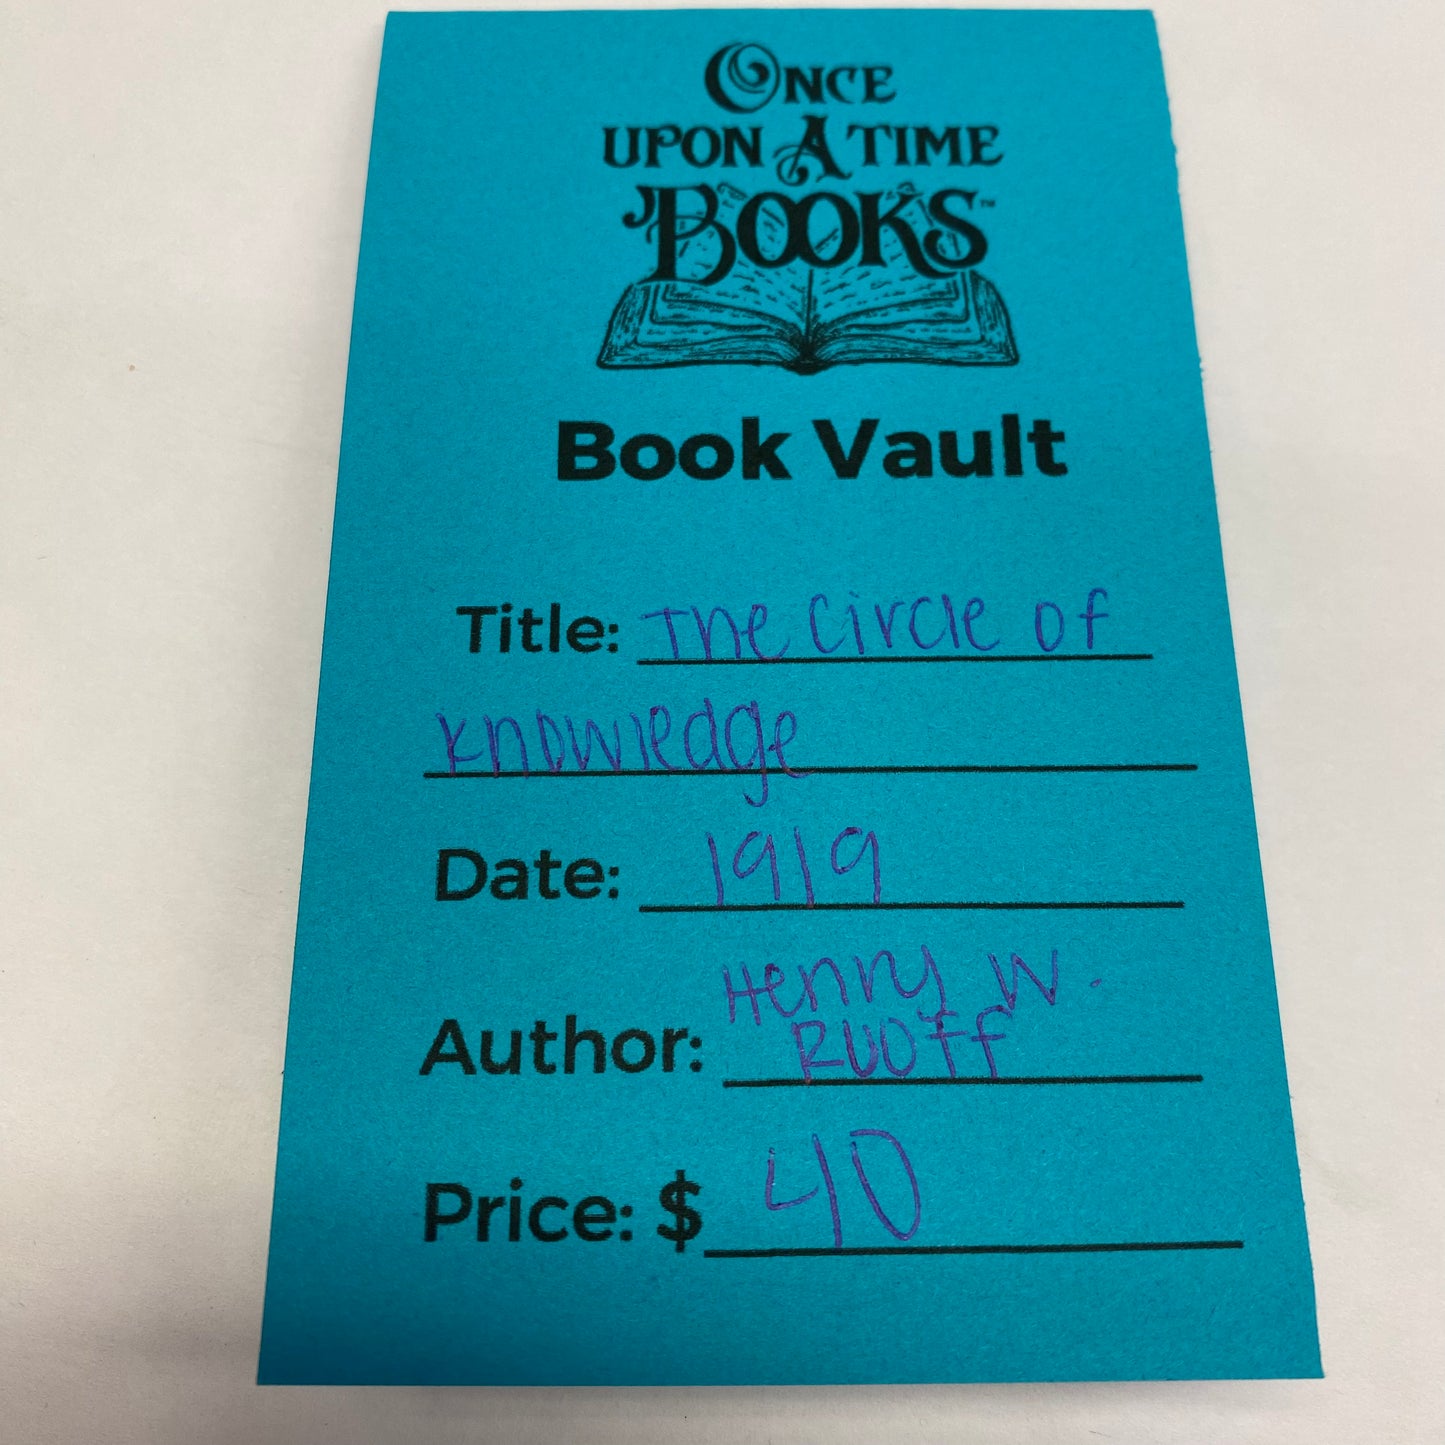 ONCE
UPON A TIME
BOOKS™
Book Vault
Title: The Circle of
Knowledge
Date: 1919
Henry W.
Author: Ruoff
Price: $ 40